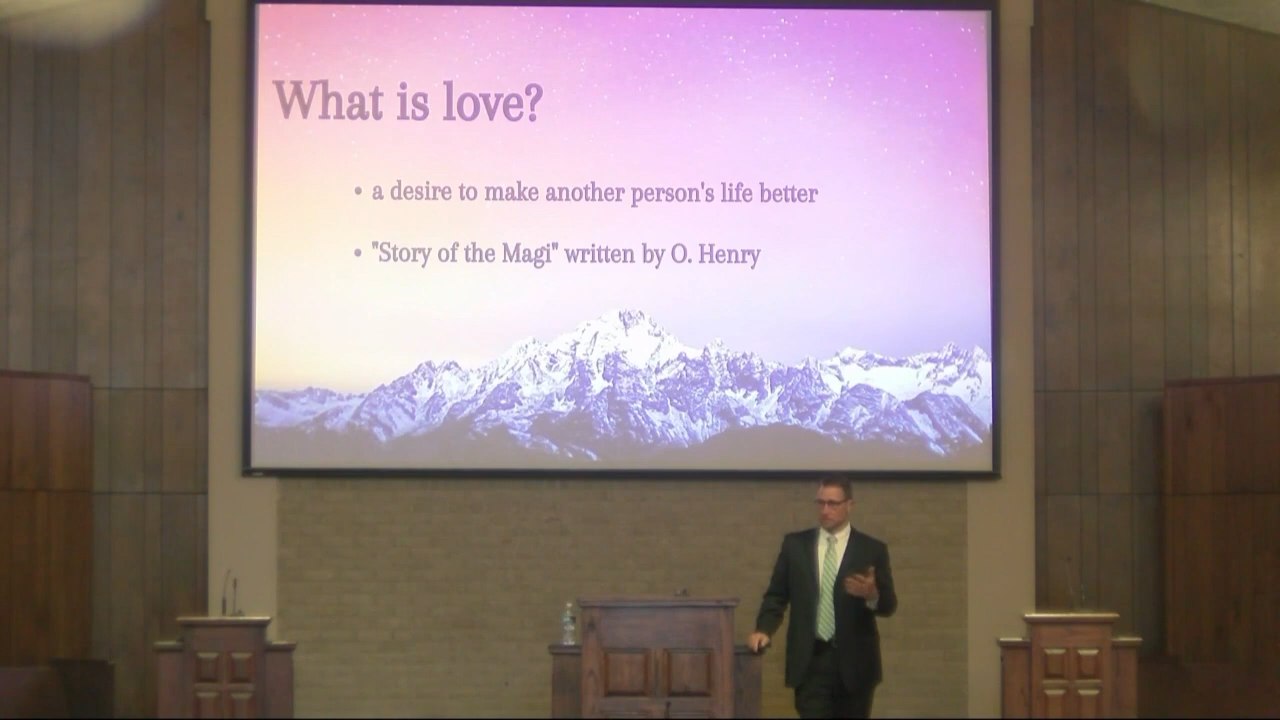 What is love?
• a desire to make another person's life better
• "Story of the Magi" written by O. Henry